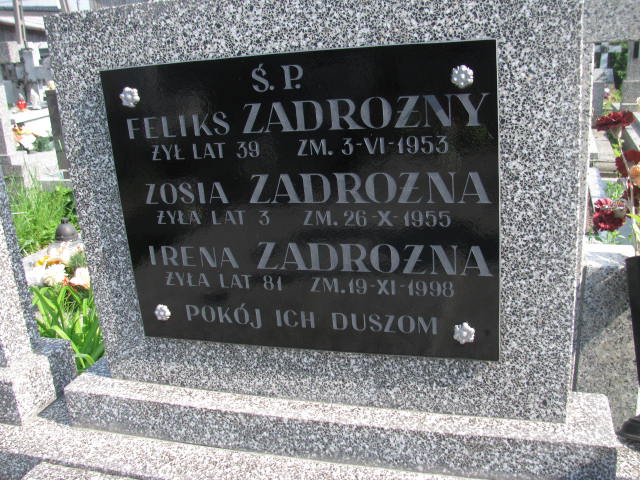 Ś. P.
FELIKS ZADROŻNY
ŻYŁ LAT 39 ZM. 3-VI-1953
ZOSIA ZADROŻNA
ŻYŁA LAT 3 ZM. 26-X-1955
IRENA ZADROŻNA
ŻYŁA LAT 81 ZM. 19-XI-1998
POKÓJ ICH DUSZOM